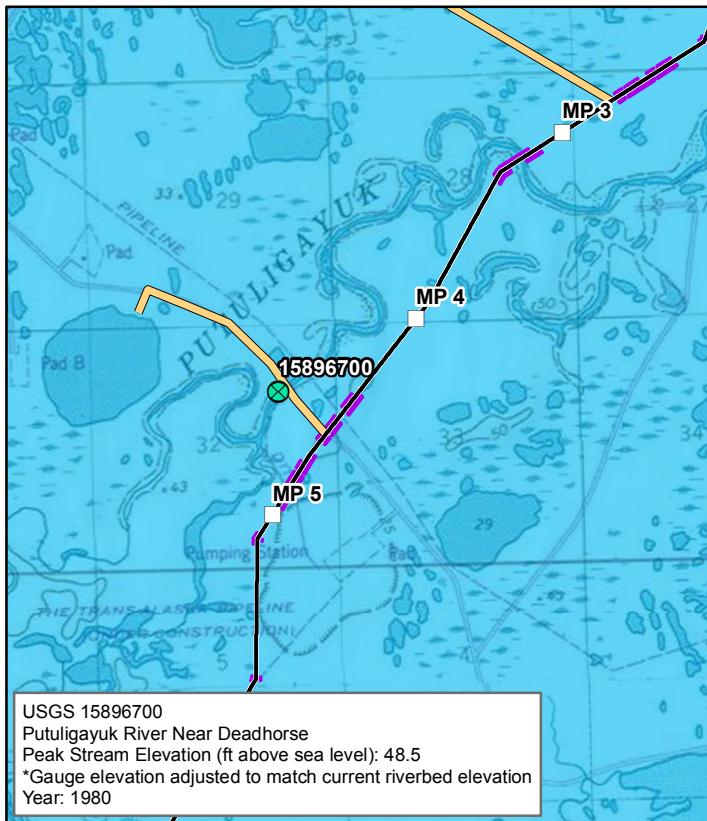 MP 3
Pad
28
27
33
29
PIPELINE
PUTULIGAYUK
Pad
50
MP 4
Pad B
15896700
32
33
50
34
43
MP 5
29
Pumping Station
Pad
THE TRANS-ALASKA PIPELINE
(UNDER CONSTRUCTION)
5
4
USGS 15896700
Putuligayuk River Near Deadhorse
Peak Stream Elevation (ft above sea level): 48.5
*Gauge elevation adjusted to match current riverbed elevation
Year: 1980